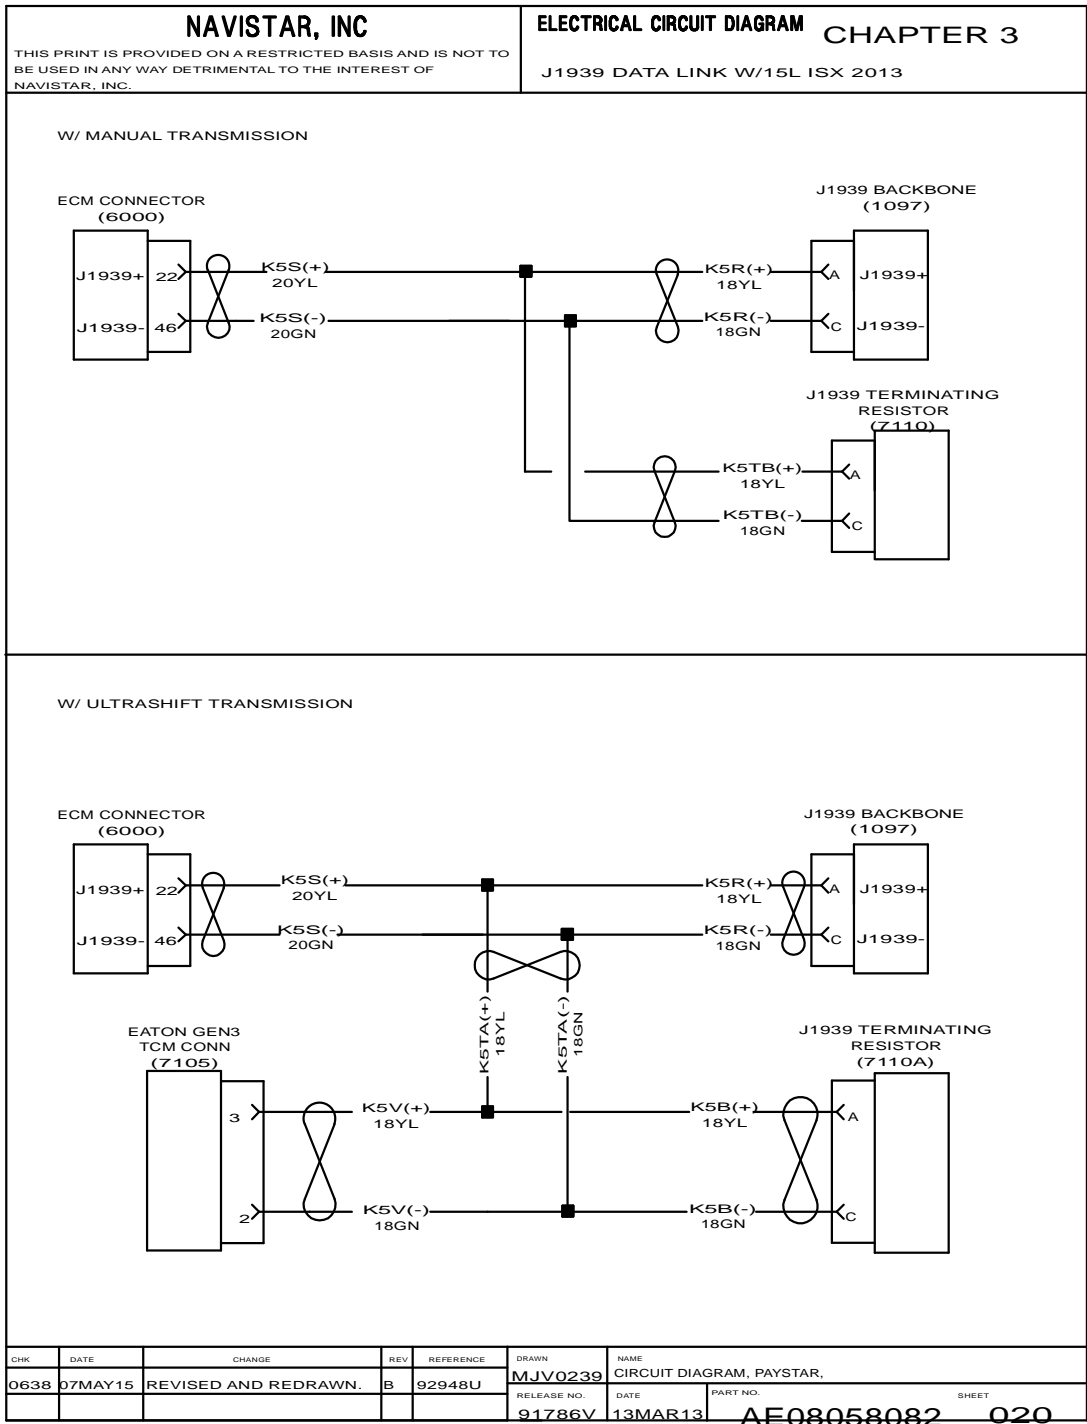 NAVISTAR, INC
THIS PRINT IS PROVIDED ON A RESTRICTED BASIS AND IS NOT TO
BE USED IN ANY WAY DETRIMENTAL TO THE INTEREST OF
NAVISTAR, INC.
ELECTRICAL CIRCUIT DIAGRAM
CHAPTER 3
J1939 DATA LINK W/15L ISX 2013
W/ MANUAL TRANSMISSION
ECM CONNECTOR
(6000)
J1939+
22
J1939-
46
K5S(+)
20YL
K5S(-)
20GN
K5R(+)
18YL
K5R(-)
18GN
J1939 BACKBONE
(1097)
A
J1939+
C
J1939-
J1939 TERMINATING
RESISTOR
(7110)
K5TB(+)
18YL
A
K5TB(-)
18GN
C
W/ ULTRASHIFT TRANSMISSION
ECM CONNECTOR
(6000)
J1939+
22
J1939-
46
K5S(+)
20YL
K5S(-)
20GN
K5R(+)
18YL
K5R(-)
18GN
J1939 BACKBONE
(1097)
A
J1939+
C
J1939-
K5TA(+)
18YL
K5TA(-)
18GN
EATON GEN3
TCM CONN
(7105)
3
2
K5V(+)
18YL
K5V(-)
18GN
K5B(+)
18YL
K5B(-)
18GN
J1939 TERMINATING
RESISTOR
(7110A)
A
C
CHK DATE CHANGE REV REFERENCE
0638 07MAY15 REVISED AND REDRAWN. B 92948U
DRAWN
MJV0239
NAME
CIRCUIT DIAGRAM, PAYSTAR,
RELEASE NO.
91786V
DATE
13MAR13
PART NO.
AE08058082
SHEET
020